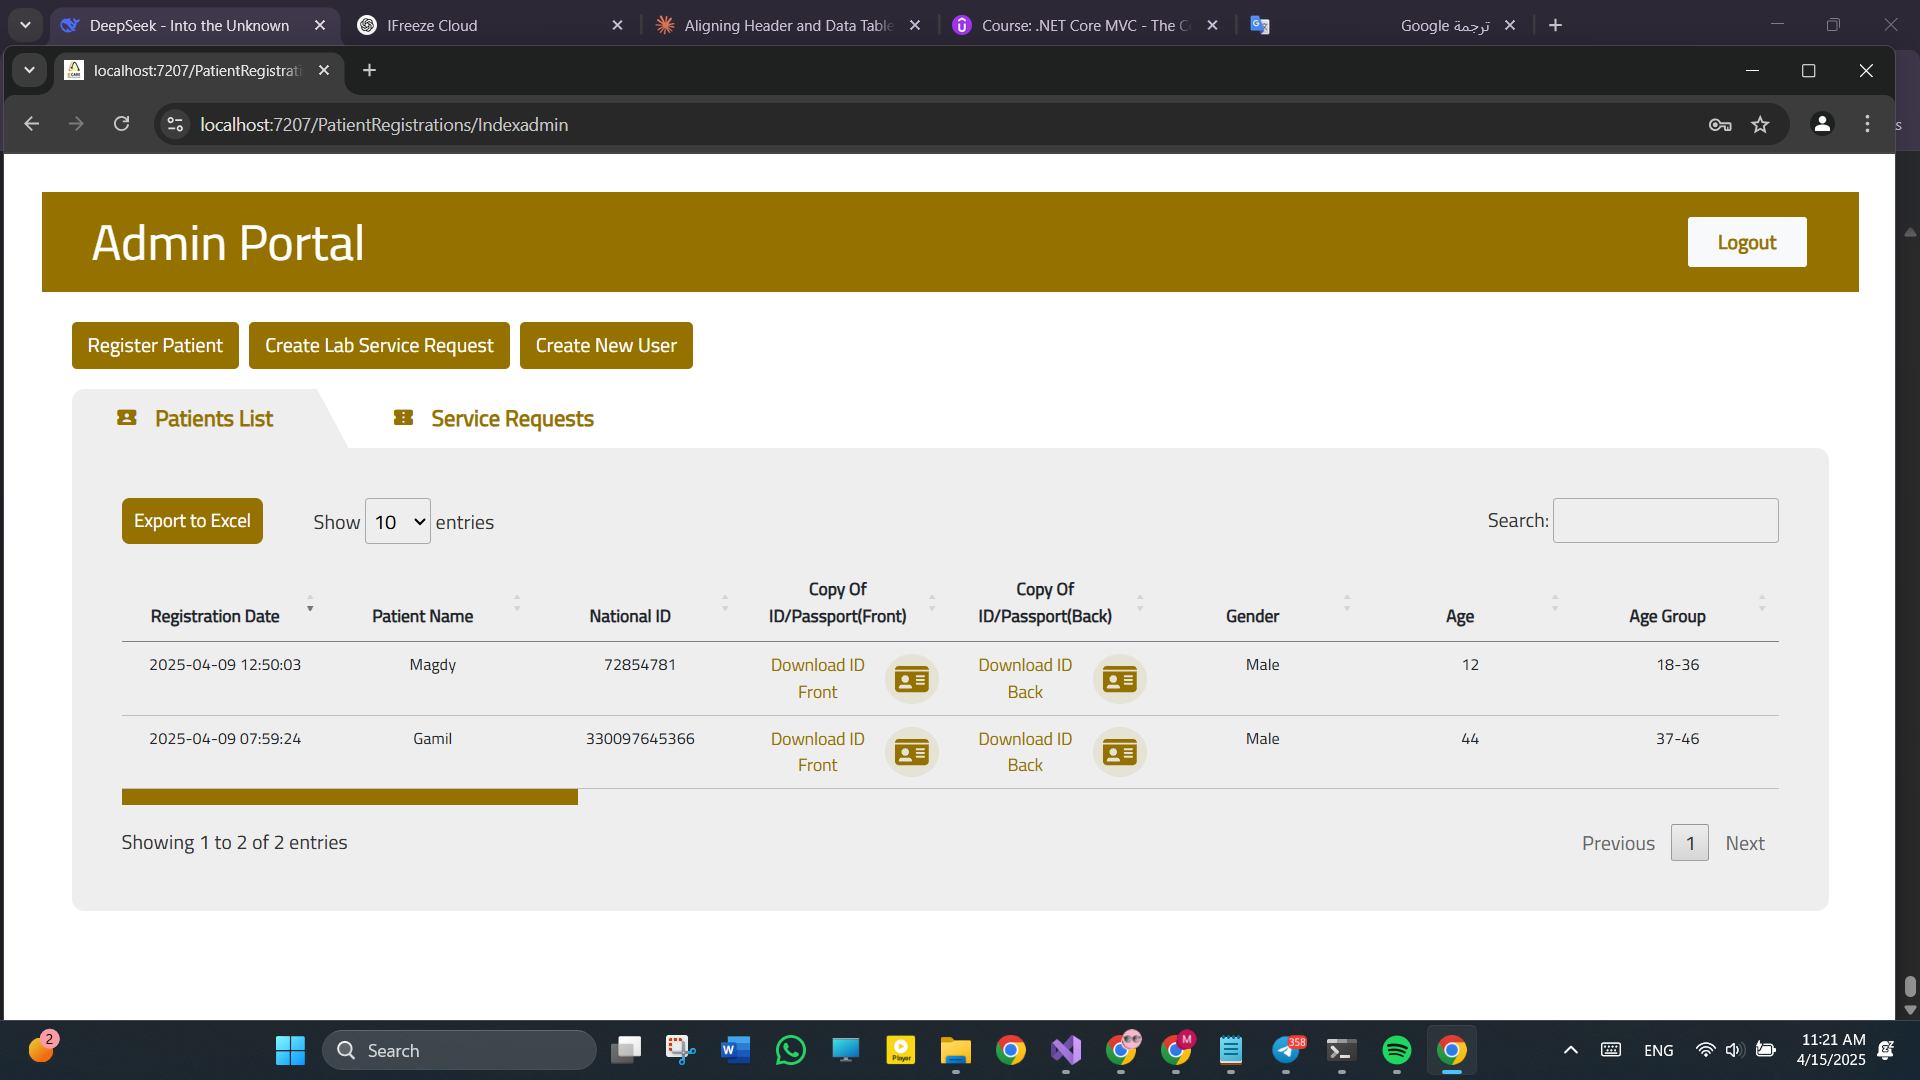 DeepSeek - Into the Unknown
IFreeze Cloud
Aligning Header and Data Table
Course: .NET Core MVC - The C
ترجمة Google
localhost:7207/PatientRegistrati
localhost:7207/PatientRegistrations/Indexadmin
Admin Portal
Logout
Register Patient
Create Lab Service Request
Create New User
Patients List
Service Requests
Export to Excel
Show 10 entries
Search:
Registration Date
Patient Name
National ID
Copy Of
ID/Passport(Front)
Copy Of
ID/Passport(Back)
Gender
Age
Age Group
2025-04-09 12:50:03
Magdy
72854781
Download ID
Front
Download ID
Back
Male
12
18-36
2025-04-09 07:59:24
Gamil
330097645366
Download ID
Front
Download ID
Back
Male
44
37-46
Showing 1 to 2 of 2 entries
Previous
1
Next
2
Search
W
Player
M
358
ENG
11:21 AM
4/15/2025